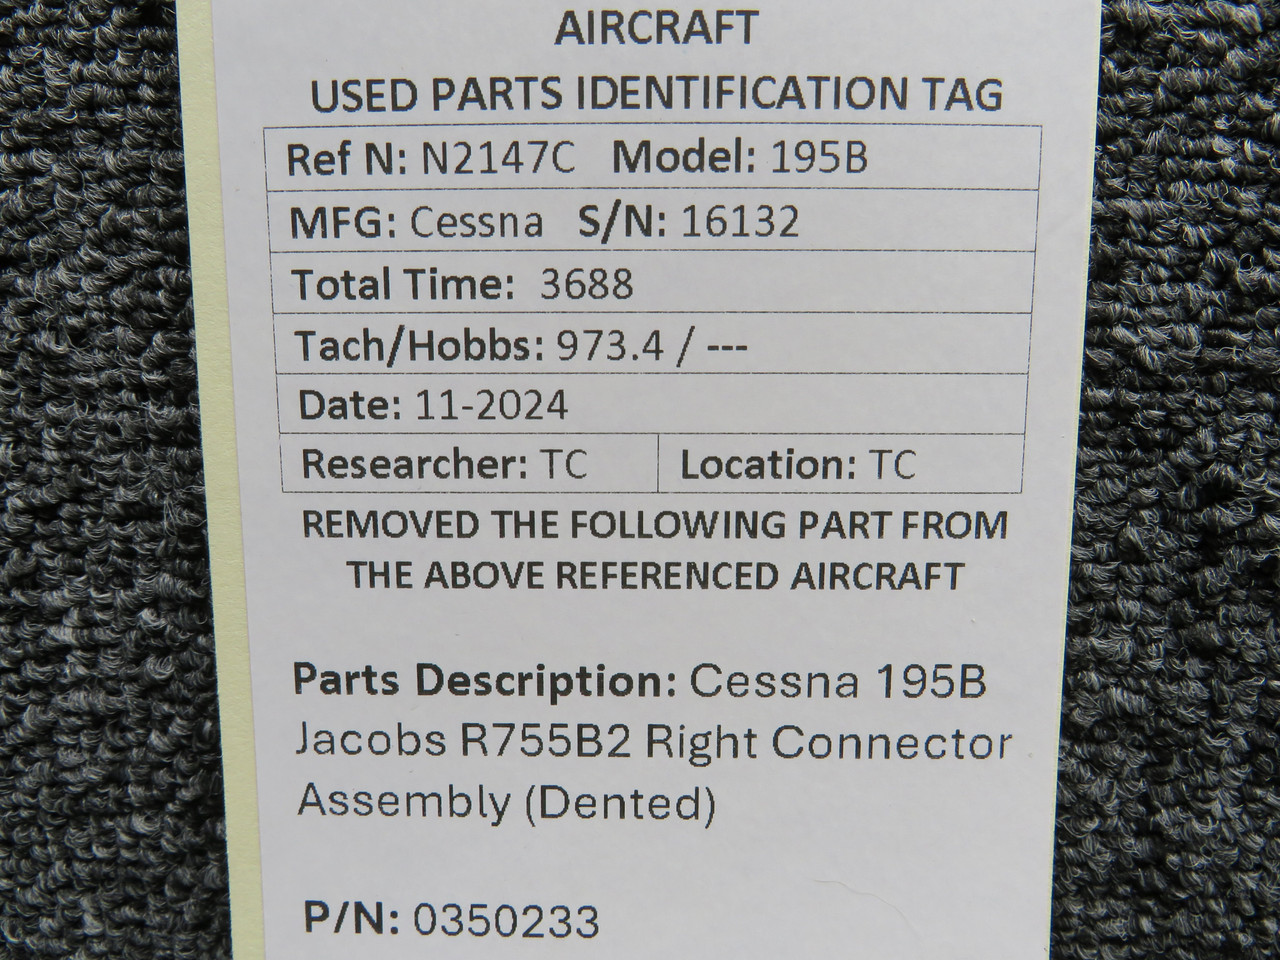 AIRCRAFT
USED PARTS IDENTIFICATION TAG
Ref N: N2147C Model: 195B
MFG: Cessna S/N: 16132
Total Time: 3688
Tach/Hobbs: 973.4 / ---
Date: 11-2024
Researcher: TC Location: TC
REMOVED THE FOLLOWING PART FROM
THE ABOVE REFERENCED AIRCRAFT
Parts Description: Cessna 195B
Jacobs R755B2 Right Connector
Assembly (Dented)
P/N: 0350233